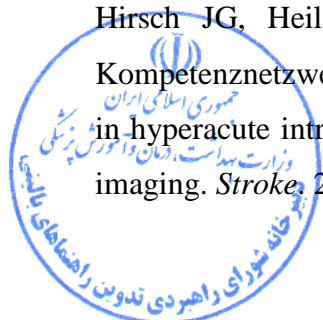 Hirsch JG, Heil
Kompetenznetzwe
in hyperacute intr
imaging. Stroke. 2
جمهوری اسلامی ایران
وزارت بهداشت، درمان و آموزش پزشکی
دبیرخانه شورای راهبردی تدوین راهنماهای بالینی